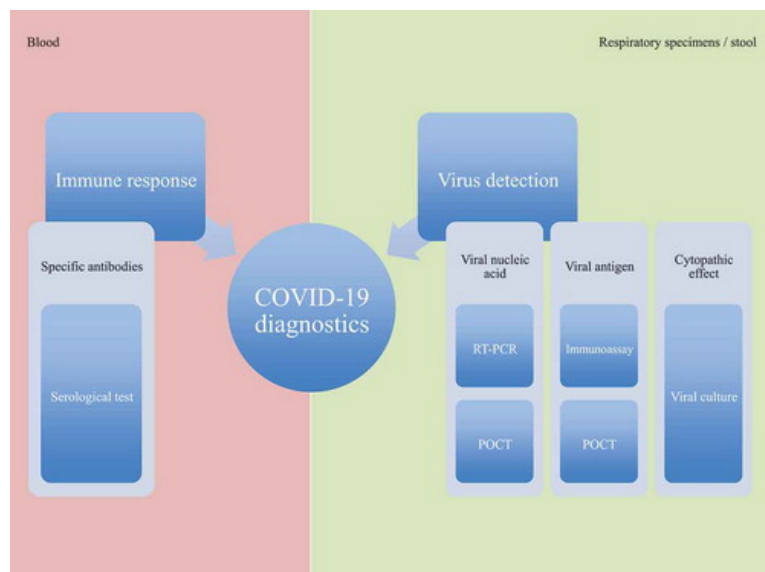 Blood
Respiratory specimens / stool
Immune response
Virus detection
Specific antibodies
Serological test
COVID-19
diagnostics
Viral nucleic
acid
RT-PCR
POCT
Viral antigen
Immunoassay
POCT
Cytopathic
effect
Viral culture